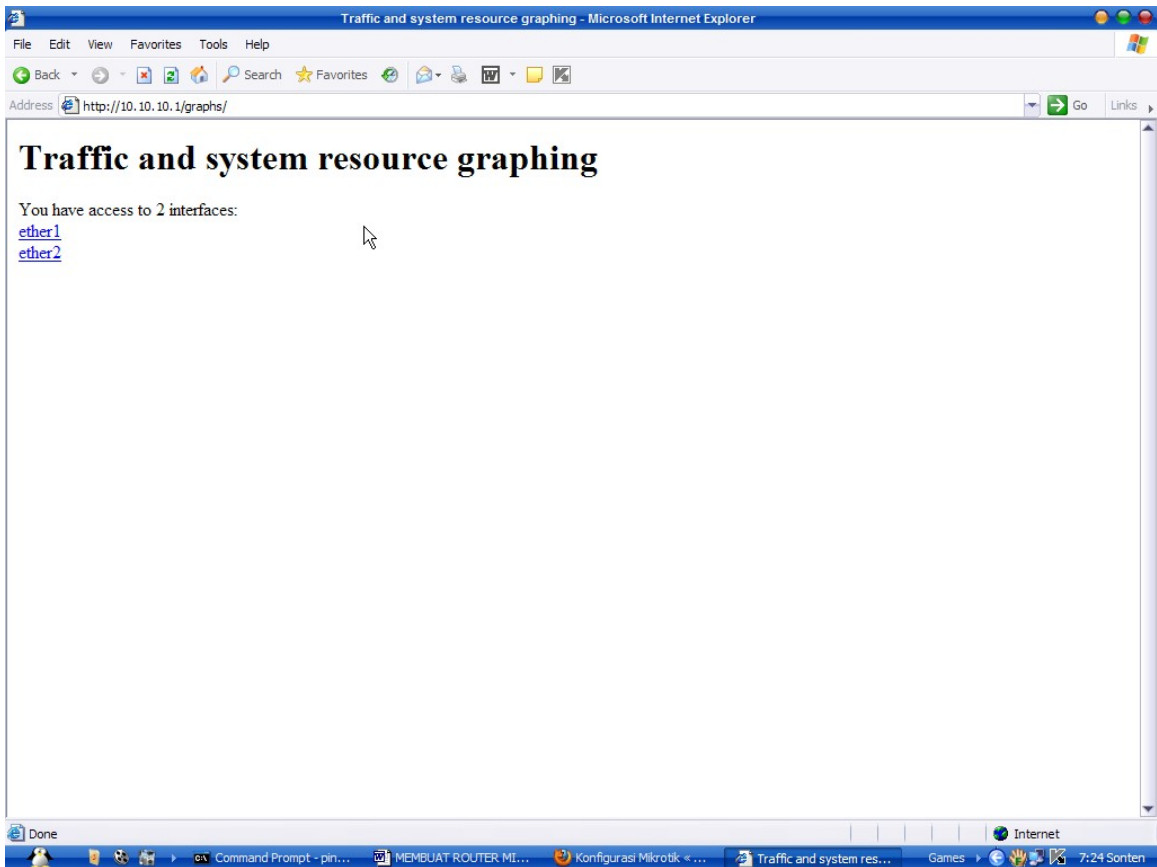 Traffic and system resource graphing - Microsoft Internet Explorer
File Edit View Favorites Tools Help
Back Search Favorites W
Address http://10.10.10.1/graphs/ Go Links
Traffic and system resource graphing
You have access to 2 interfaces:
ether1
ether2
Done Internet
Command Prompt - pin... MEMBUAT ROUTER MI... Konfigurasi Mikrotik «... Traffic and system res... Games 7:24 Sonten